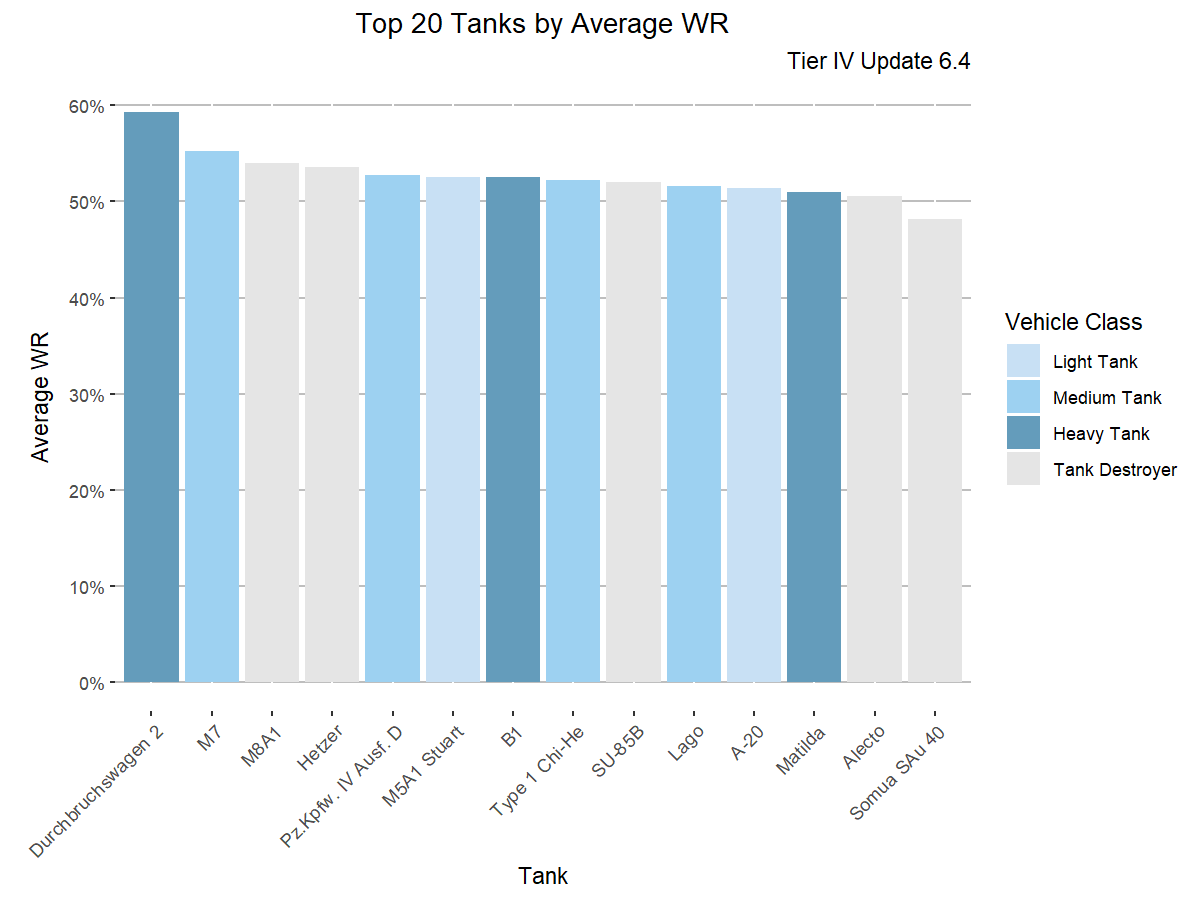 Top 20 Tanks by Average WR
Tier IV Update 6.4
60%
50%
40%
30%
20%
10%
0%
Average WR
Durchbruchswagen 2
M7
M8A1
Hetzer
Pz.Kpfw. IV Ausf. D
M5A1 Stuart
B1
Type 1 Chi-He
SU-85B
Lago
A-20
Matilda
Alecto
Somua SAu 40
Tank
Vehicle Class
Light Tank
Medium Tank
Heavy Tank
Tank Destroyer